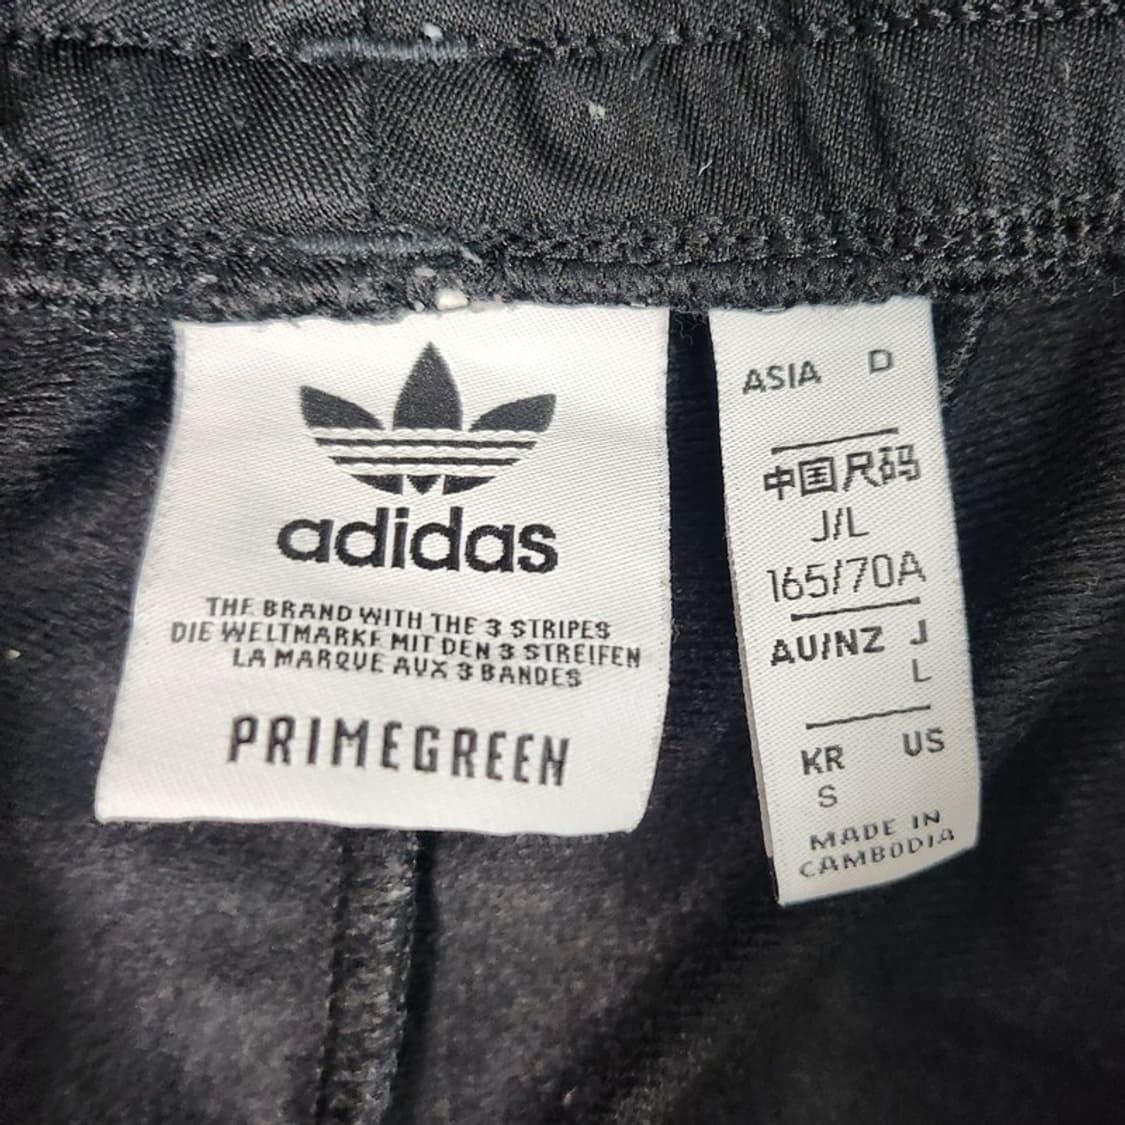 adidas
THE BRAND WITH THE 3 STRIPES
DIE WELTMARKE MIT DEN 3 STREIFEN
LA MARQUE AUX 3 BANDES
PRIMEGREEN
ASIA D
中国尺码
J/L
165/70A
AU/NZ J
L
KR US
S
MADE IN
CAMBODIA